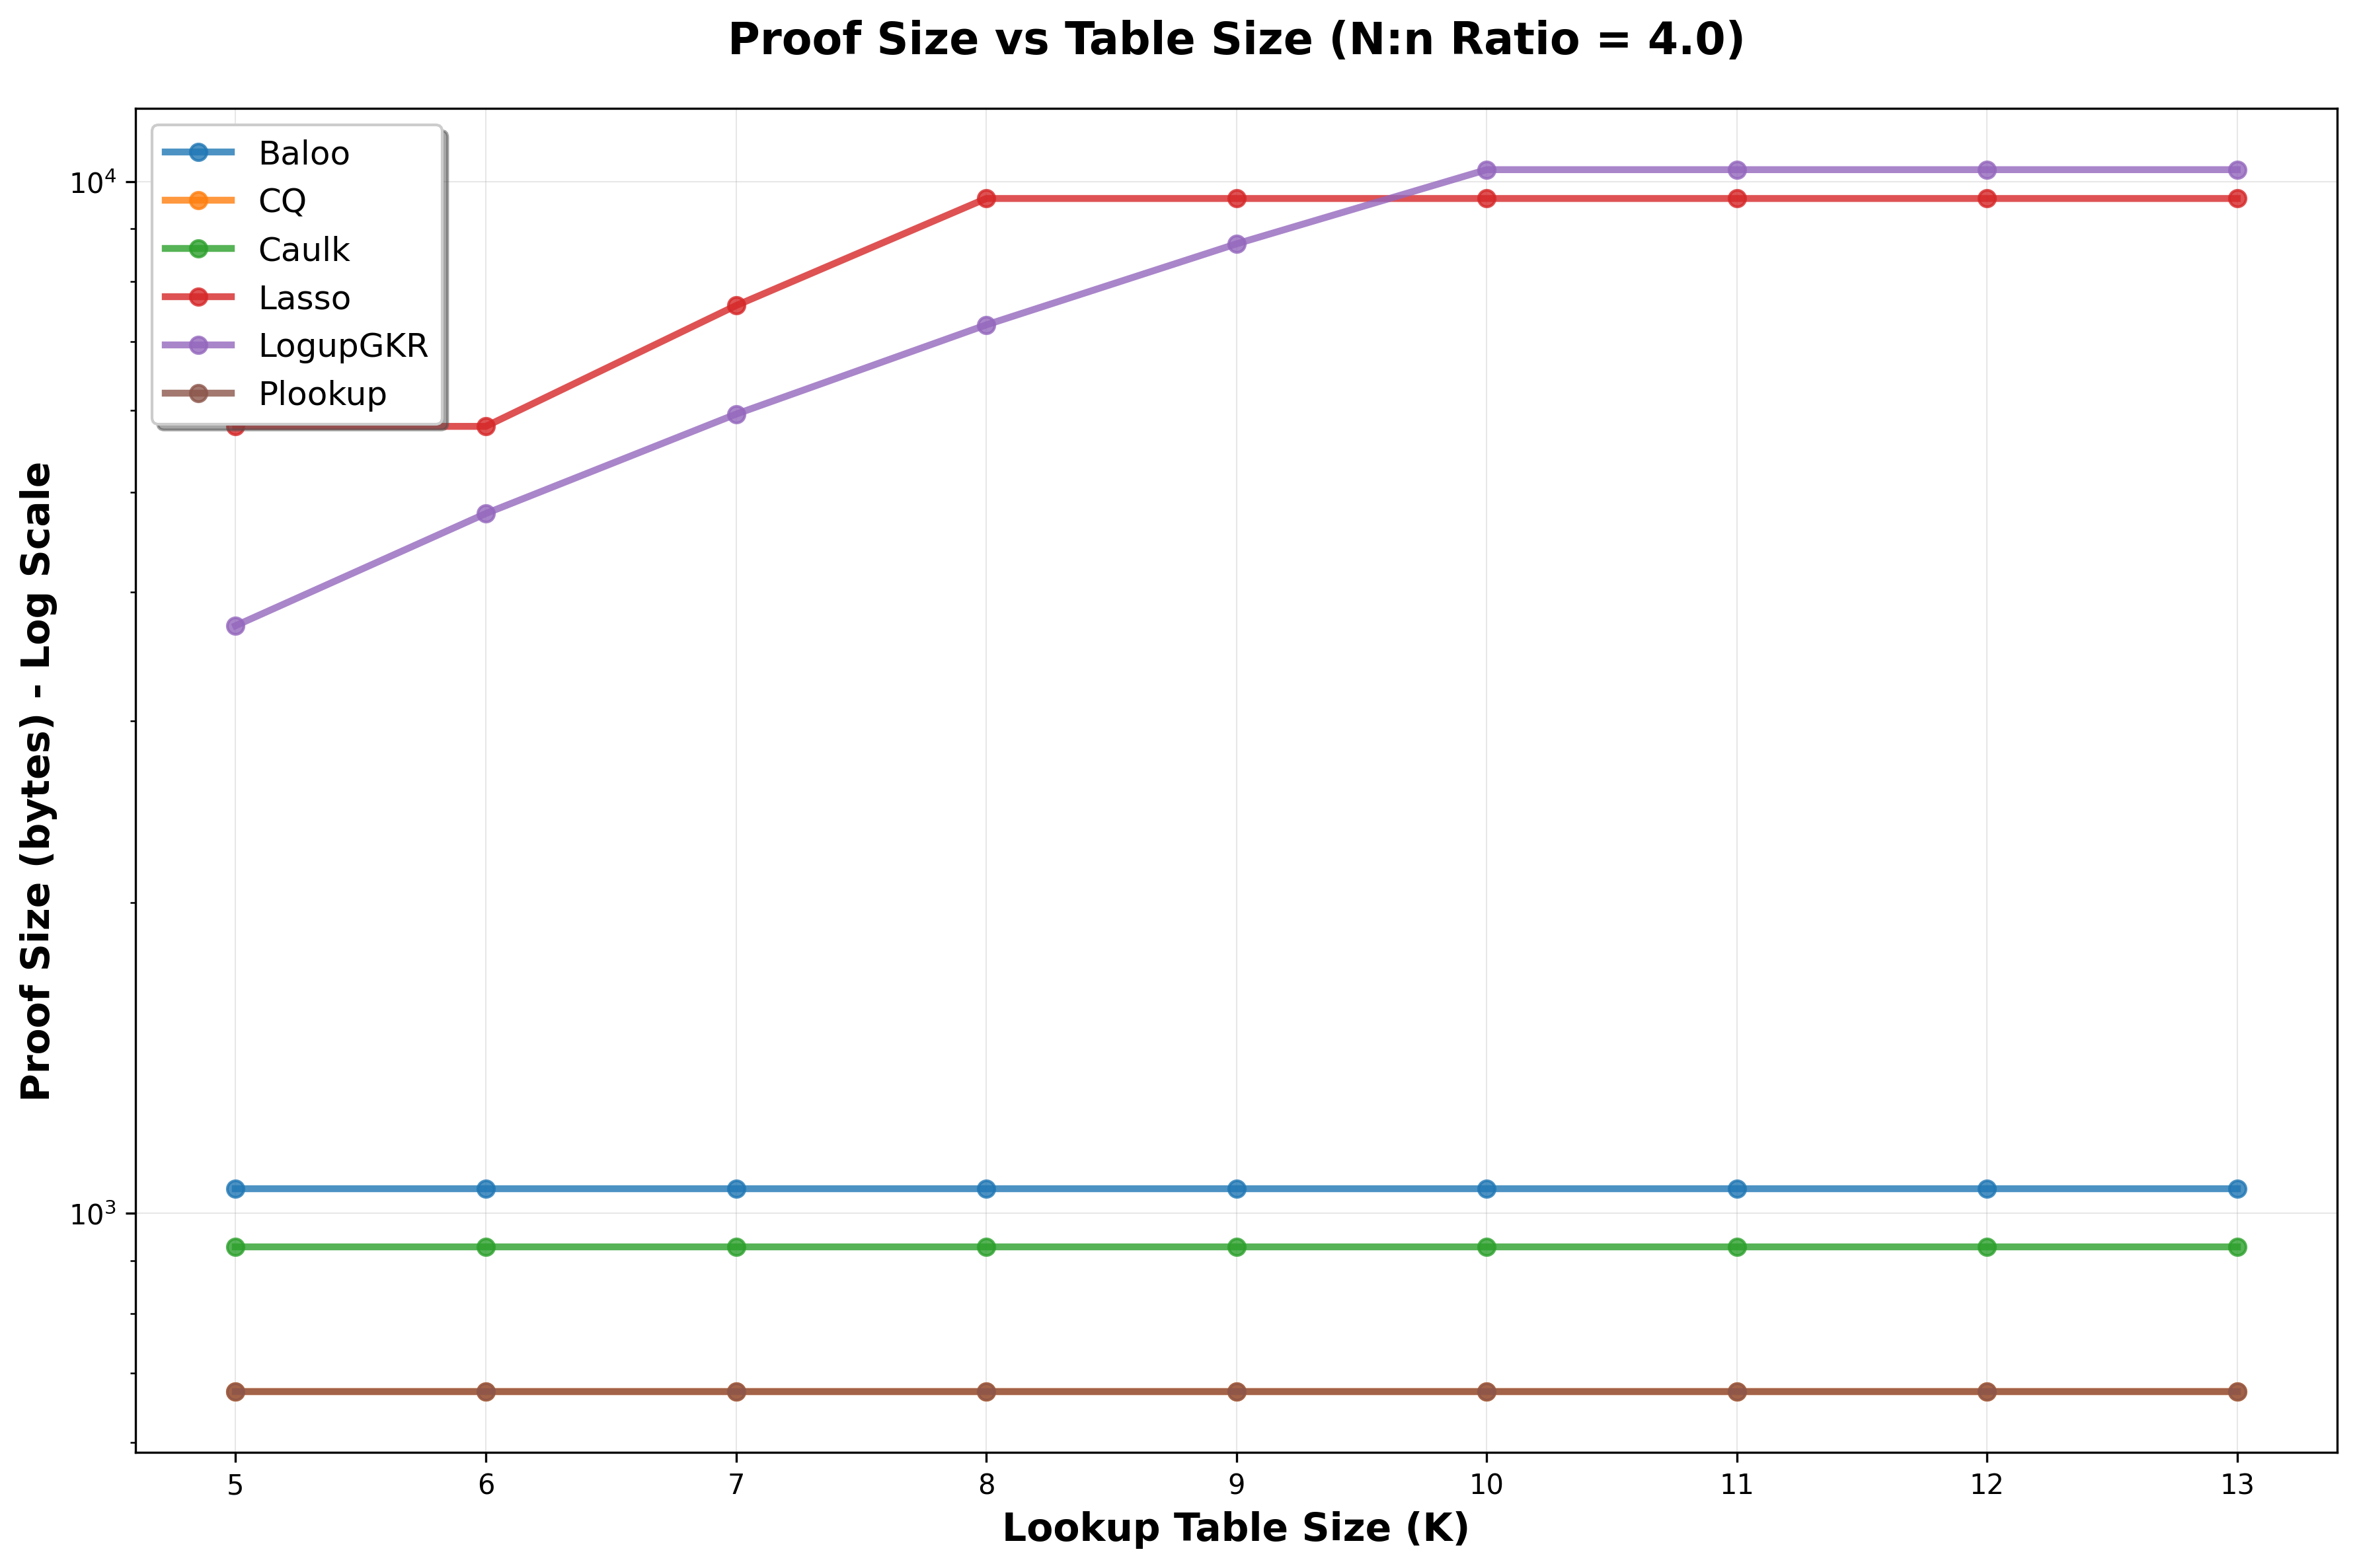 Proof Size vs Table Size (N:n Ratio = 4.0)
Baloo
CQ
Caulk
Lasso
LogupGKR
Plookup
Proof Size (bytes) - Log Scale
10⁴
10³
5 6 7 8 9 10 11 12 13
Lookup Table Size (K)